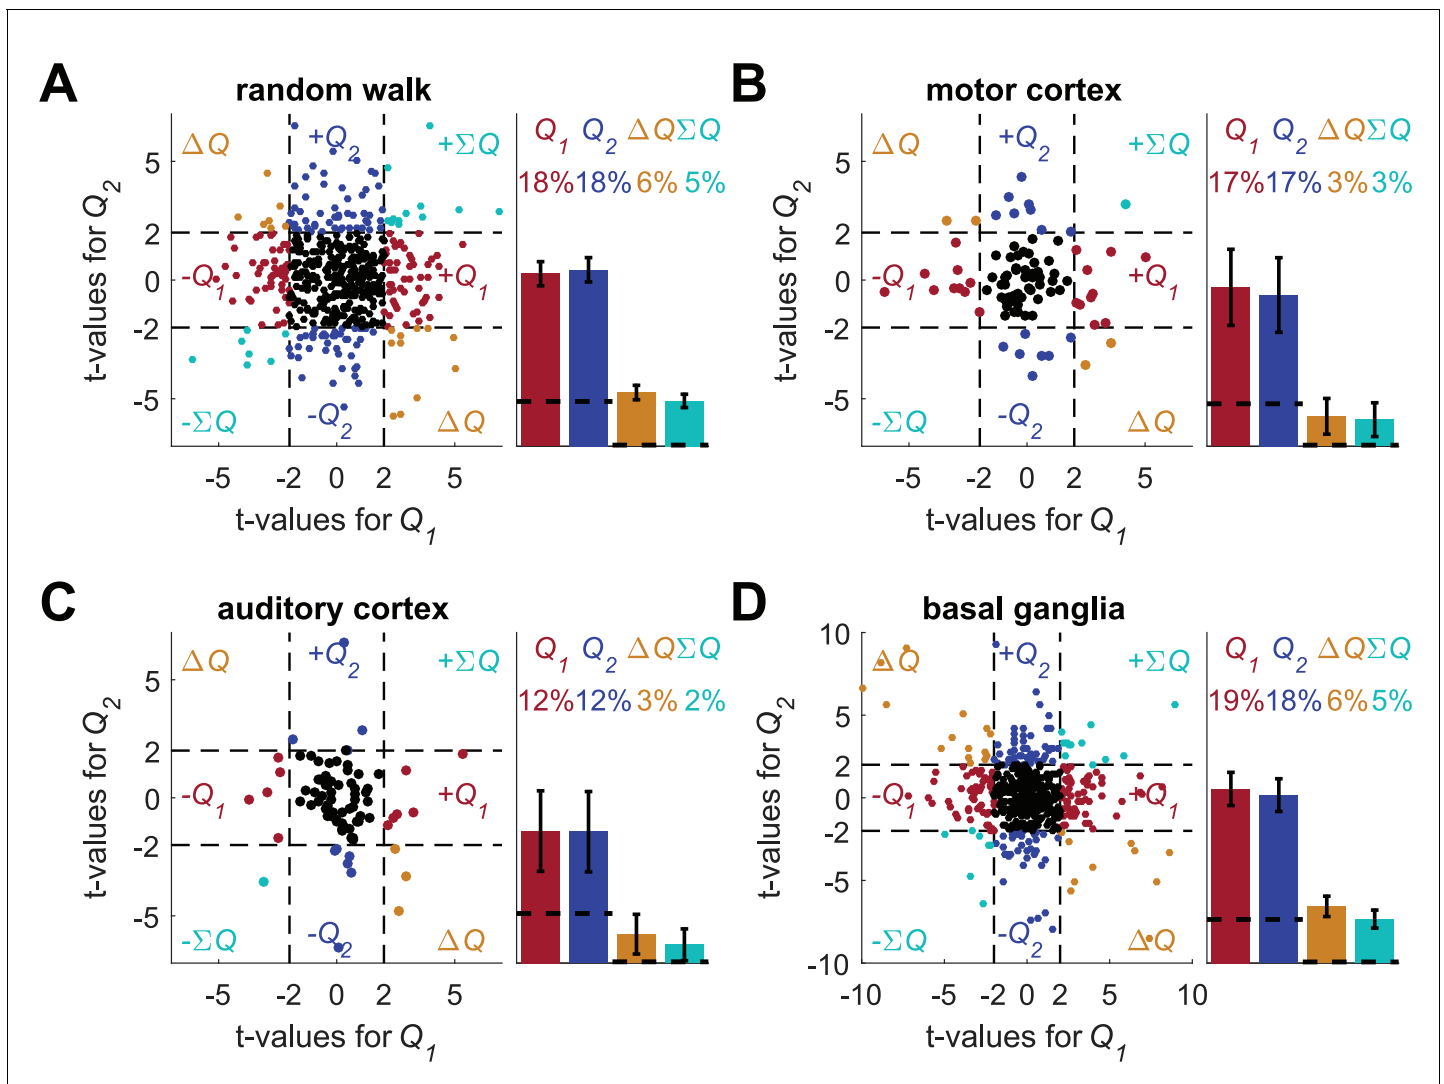 A
random walk
ΔQ
+Q2
+ΣQ
-Q1
+Q1
-ΣQ
-Q2
ΔQ
5
2
0
-2
-5
t-values for Q2
-5 -2 0 2 5
t-values for Q1
Q1 Q2 ΔQ ΣQ
18% 18% 6% 5%
B
motor cortex
ΔQ
+Q2
+ΣQ
-Q1
+Q1
-ΣQ
-Q2
ΔQ
5
2
0
-2
-5
t-values for Q2
-5 -2 0 2 5
t-values for Q1
Q1 Q2 ΔQ ΣQ
17% 17% 3% 3%
C
auditory cortex
ΔQ
+Q2
+ΣQ
-Q1
+Q1
-ΣQ
-Q2
ΔQ
5
2
0
-2
-5
t-values for Q2
-5 -2 0 2 5
t-values for Q1
Q1 Q2 ΔQ ΣQ
12% 12% 3% 2%
D
basal ganglia
ΔQ
+Q2
+ΣQ
-Q1
+Q1
-ΣQ
-Q2
ΔQ
10
5
2
0
-2
-5
-10
t-values for Q2
-10 -5 -2 0 2 5 10
t-values for Q1
Q1 Q2 ΔQ ΣQ
19% 18% 6% 5%